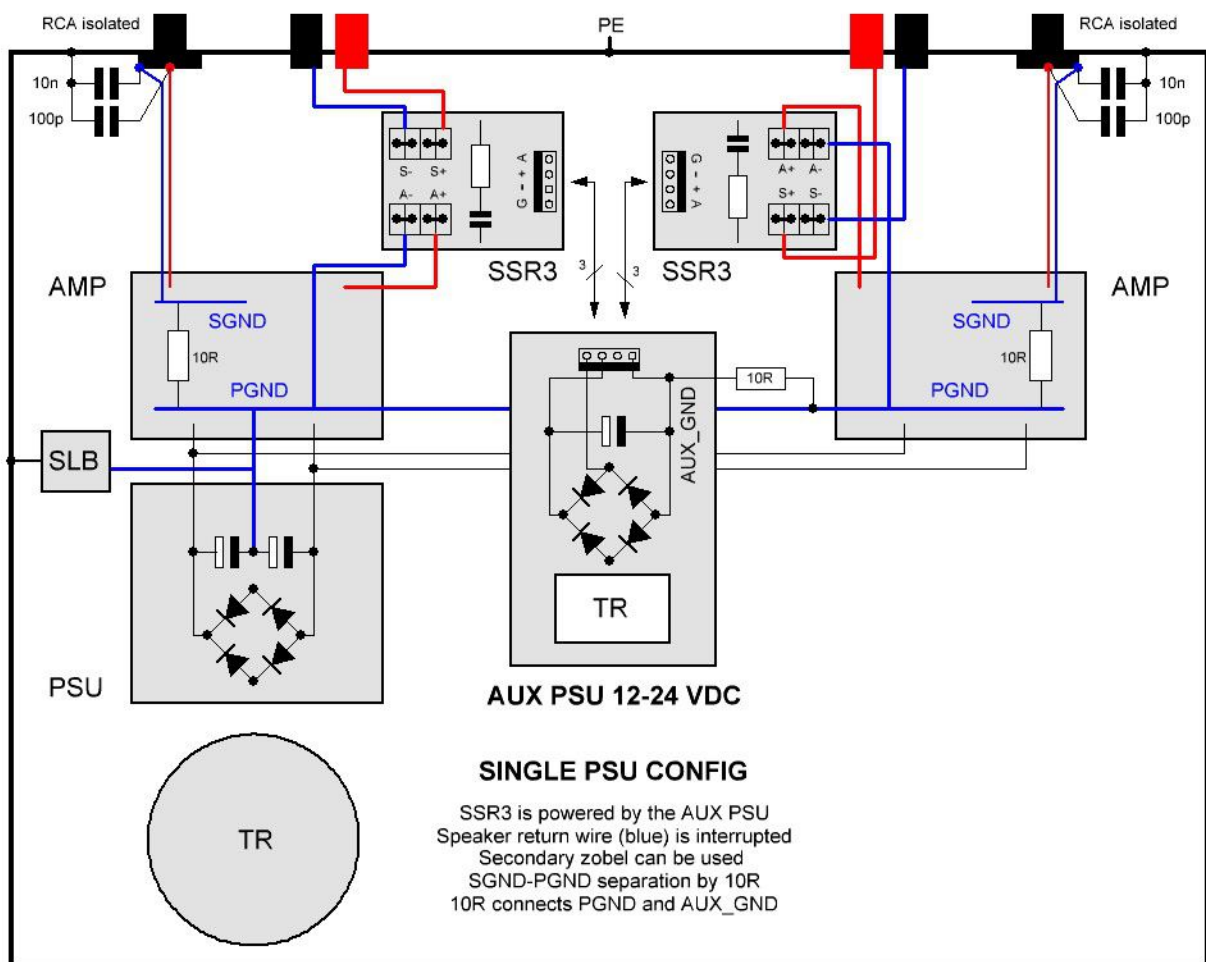 RCA isolated
PE
RCA isolated
10n
100p
10n
100p
S- S+
A- A+
G - + A
G - + A
A+ A-
S+ S-
SSR3
SSR3
3
3
AMP
AMP
SGND
10R
PGND
SGND
10R
PGND
10R
AUX_GND
SLB
TR
PSU
AUX PSU 12-24 VDC
TR
SINGLE PSU CONFIG
SSR3 is powered by the AUX PSU
Speaker return wire (blue) is interrupted
Secondary zobel can be used
SGND-PGND separation by 10R
10R connects PGND and AUX_GND